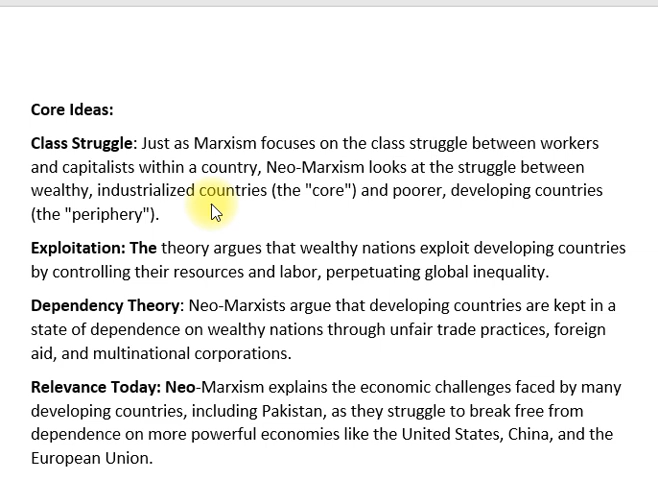 Core Ideas:
Class Struggle: Just as Marxism focuses on the class struggle between workers
and capitalists within a country, Neo-Marxism looks at the struggle between
wealthy, industrialized countries (the "core") and poorer, developing countries
(the "periphery").
Exploitation: The theory argues that wealthy nations exploit developing countries
by controlling their resources and labor, perpetuating global inequality.
Dependency Theory: Neo-Marxists argue that developing countries are kept in a
state of dependence on wealthy nations through unfair trade practices, foreign
aid, and multinational corporations.
Relevance Today: Neo-Marxism explains the economic challenges faced by many
developing countries, including Pakistan, as they struggle to break free from
dependence on more powerful economies like the United States, China, and the
European Union.